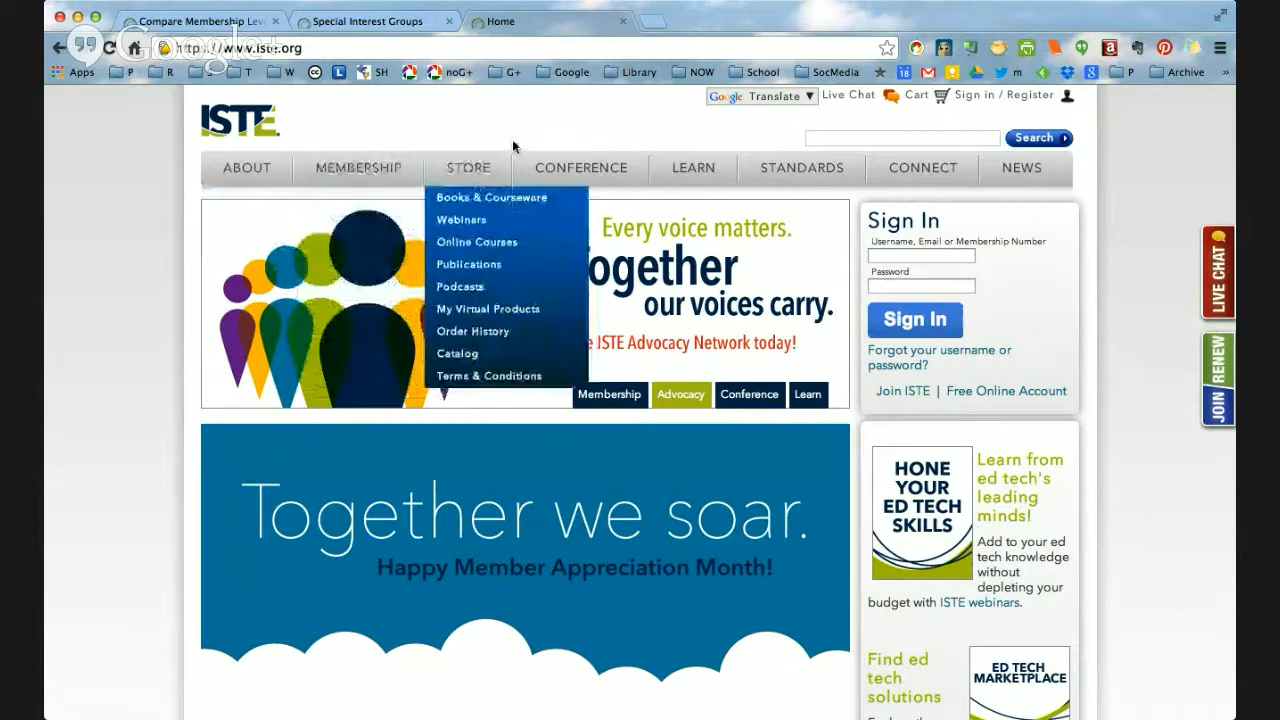 Compare Membership Leve
Special Interest Groups
Home
Google+
https://www.iste.org
Apps
P
R
T
W
cc
L
SH
noG+
G+
Google
Library
NOW
School
SocMedia
18
m
8
P
Archive
»
ISTE
Google Translate ▼
Live Chat
Cart
Sign in / Register
Search
ABOUT
MEMBERSHIP
STORE
CONFERENCE
LEARN
STANDARDS
CONNECT
NEWS
Books & Courseware
Webinars
Online Courses
Publications
Podcasts
My Virtual Products
Order History
Catalog
Terms & Conditions
Every voice matters.
ogether
our voices carry.
e ISTE Advocacy Network today!
Membership
Advocacy
Conference
Learn
Sign In
Username, Email or Membership Number
Password
Sign In
Forgot your username or
password?
Join ISTE | Free Online Account
LIVE CHAT
JOIN RENEW
Together we soar.
Happy Member Appreciation Month!
HONE
YOUR
ED TECH
SKILLS
Learn from
ed tech's
leading
minds!
Add to your ed
tech knowledge
without
depleting your
budget with ISTE webinars.
Find ed
tech
solutions
ED TECH
MARKETPLACE